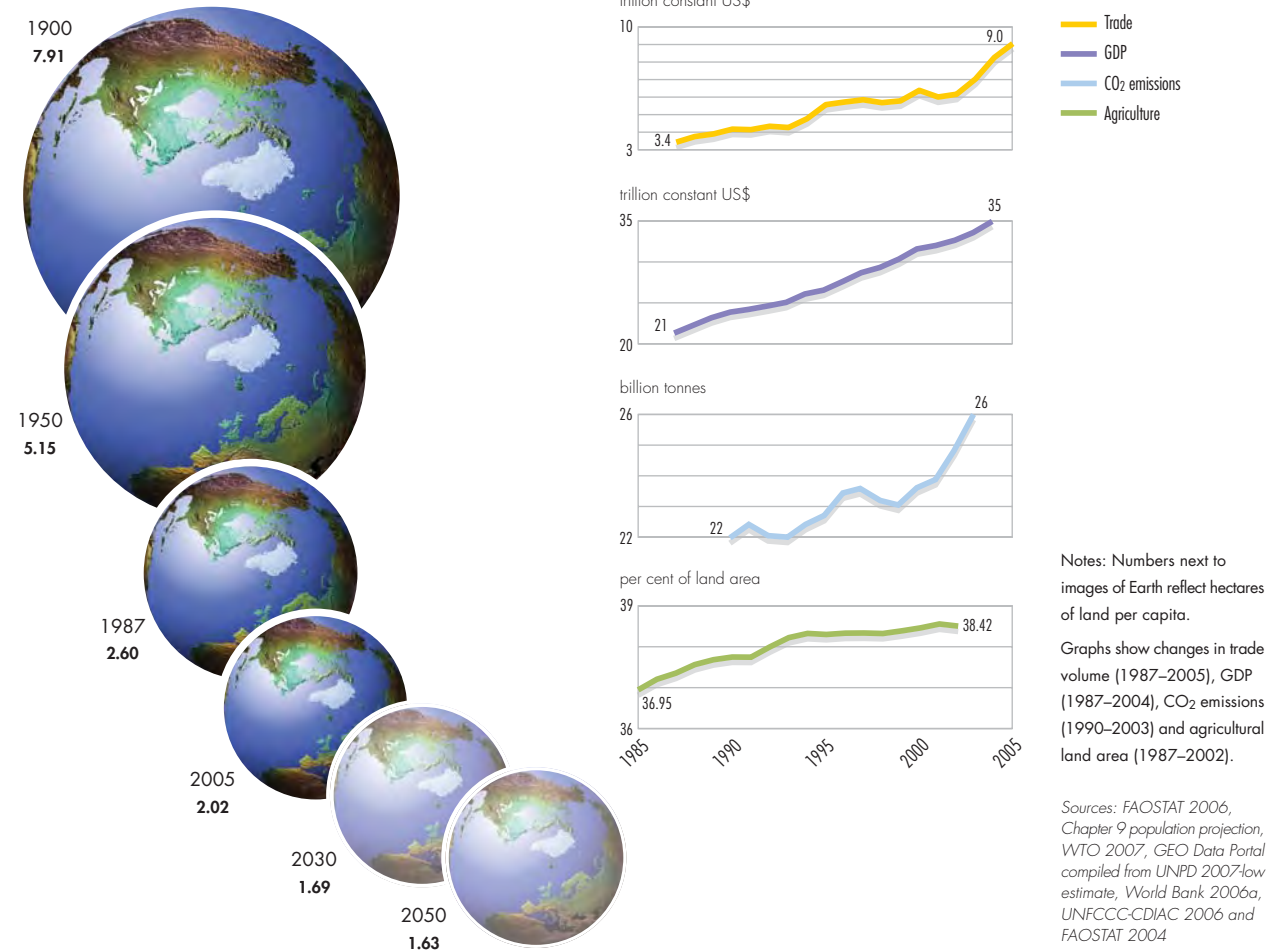 1900
7.91
1950
5.15
1987
2.60
2005
2.02
2030
1.69
2050
1.63
trillion constant US$
10
9.0
3.4
3
trillion constant US$
35
35
21
20
billion tonnes
26
26
22
22
per cent of land area
39
38.42
36.95
36
1985
1990
1995
2000
2005
Trade
GDP
CO2 emissions
Agriculture
Notes: Numbers next to
images of Earth reflect hectares
of land per capita.
Graphs show changes in trade
volume (1987–2005), GDP
(1987–2004), CO2 emissions
(1990–2003) and agricultural
land area (1987–2002).
Sources: FAOSTAT 2006,
Chapter 9 population projection,
WTO 2007, GEO Data Portal
compiled from UNPD 2007-low
estimate, World Bank 2006a,
UNFCCC-CDIAC 2006 and
FAOSTAT 2004